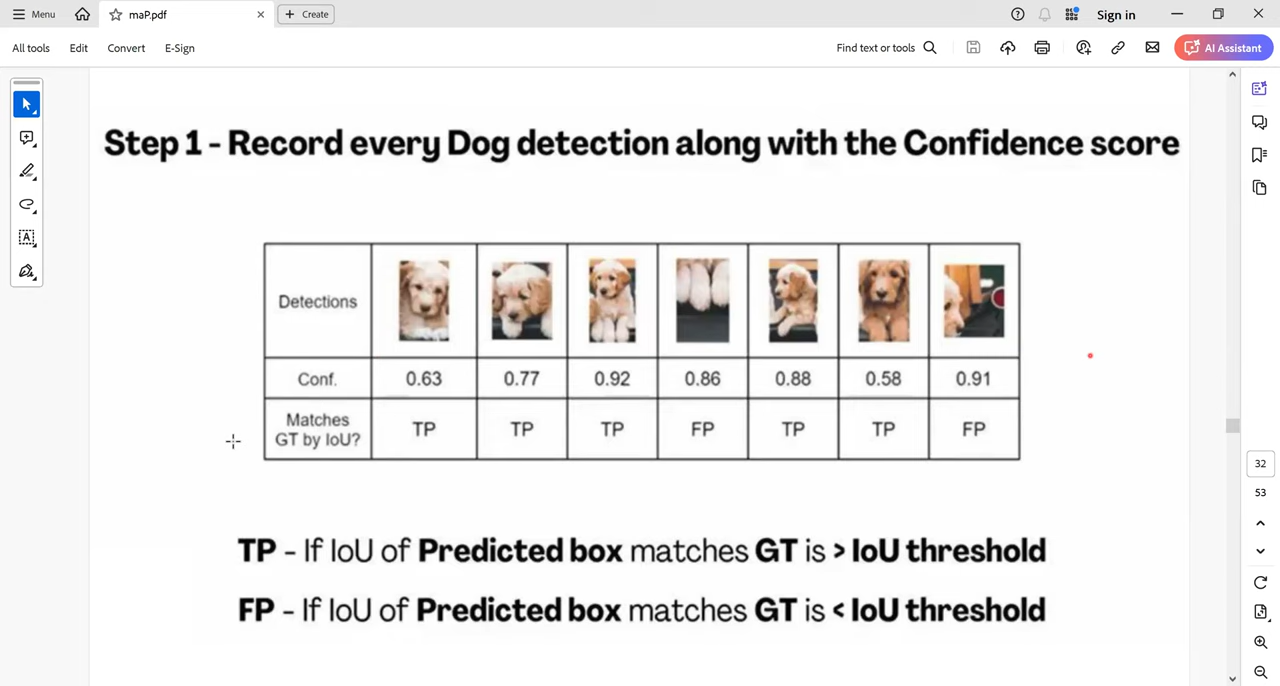 Menu
maP.pdf
Create
Sign in
All tools
Edit
Convert
E-Sign
Find text or tools
AI Assistant
Step 1 - Record every Dog detection along with the Confidence score
Detections
Conf. 0.63 0.77 0.92 0.86 0.88 0.58 0.91
Matches
GT by IoU? TP TP TP FP TP TP FP
TP - If IoU of Predicted box matches GT is > IoU threshold
FP - If IoU of Predicted box matches GT is < IoU threshold
32
53